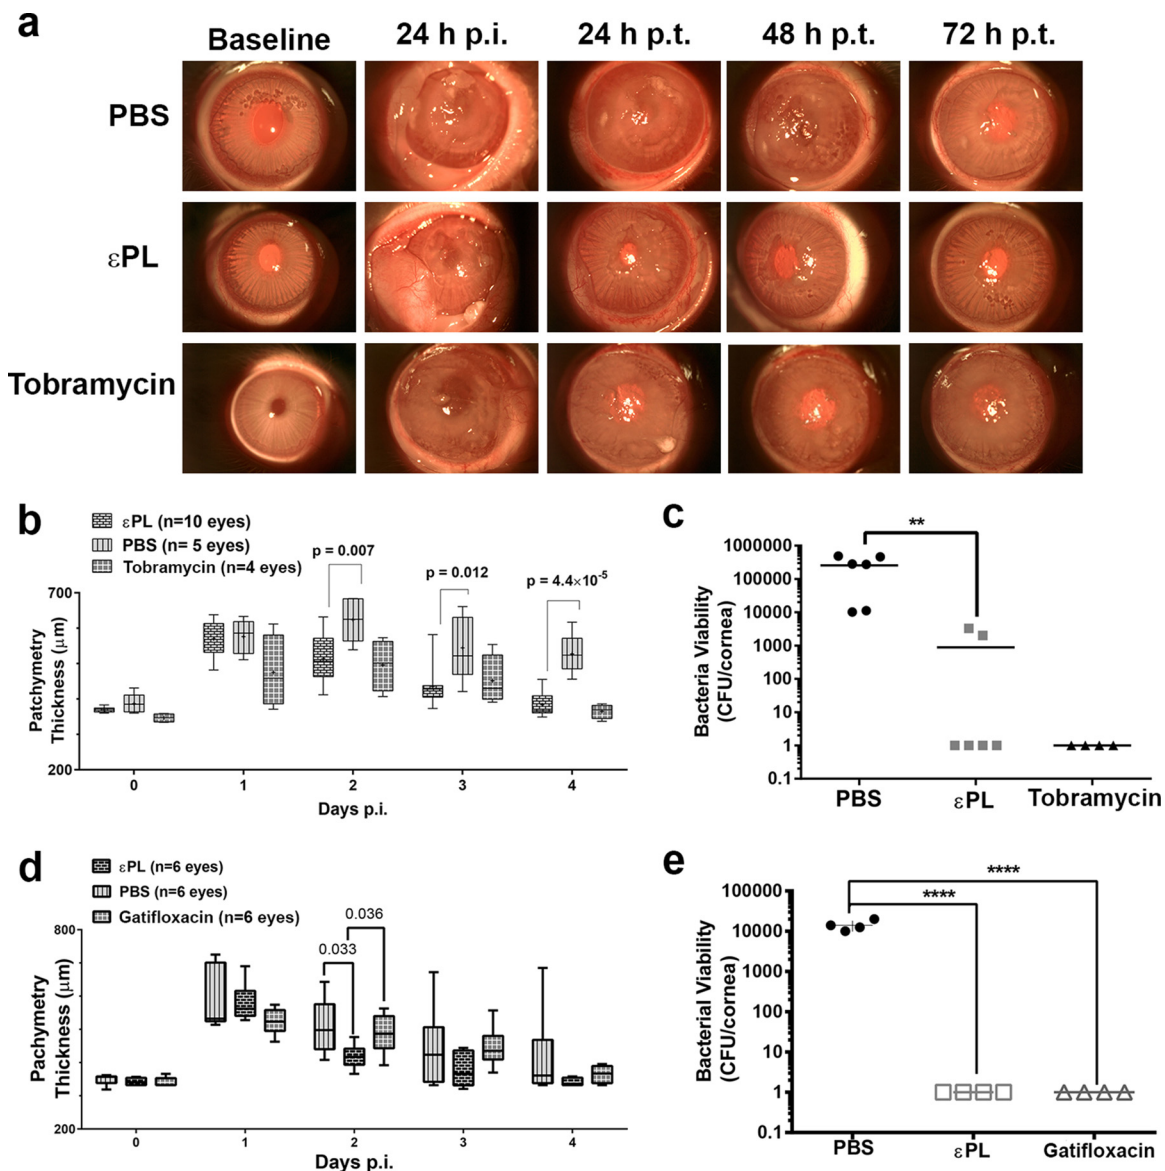 a
Baseline
24 h p.i.
24 h p.t.
48 h p.t.
72 h p.t.
PBS
εPL
Tobramycin
b
εPL (n=10 eyes)
PBS (n= 5 eyes)
Tobramycin (n=4 eyes)
p = 0.007
p = 0.012
p = 4.4×10⁻⁵
700
200
Patchymetry
Thickness (μm)
0
1
2
3
4
Days p.i.
c
**
1000000
100000
10000
1000
100
10
1
0.1
Bacteria Viability
(CFU/cornea)
PBS
εPL
Tobramycin
d
εPL (n=6 eyes)
PBS (n=6 eyes)
Gatifloxacin (n=6 eyes)
0.036
0.033
800
200
Pachymetry
Thickness (μm)
0
1
2
3
4
Days p.i.
e
****
****
100000
10000
1000
100
10
1
0.1
Bacterial Viability
(CFU/cornea)
PBS
εPL
Gatifloxacin